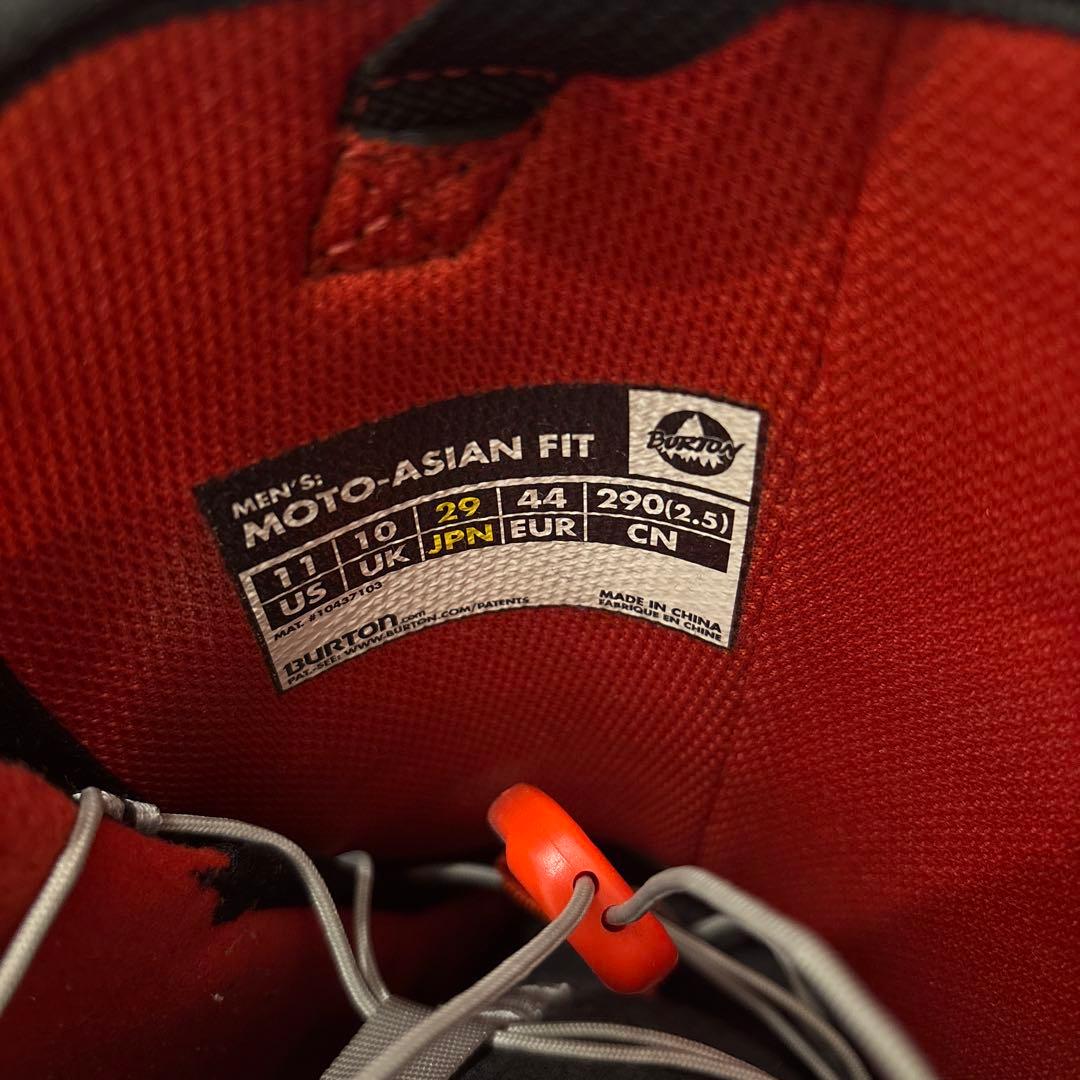 MEN'S:
MOTO-ASIAN FIT
BURTON
11 10 29 44 290(2.5)
US UK JPN EUR CN
MAT. #10437103
BURTON.com
PAT.-SEE: WWW.BURTON.COM/PATENTS
MADE IN CHINA
FABRIQUE EN CHINE